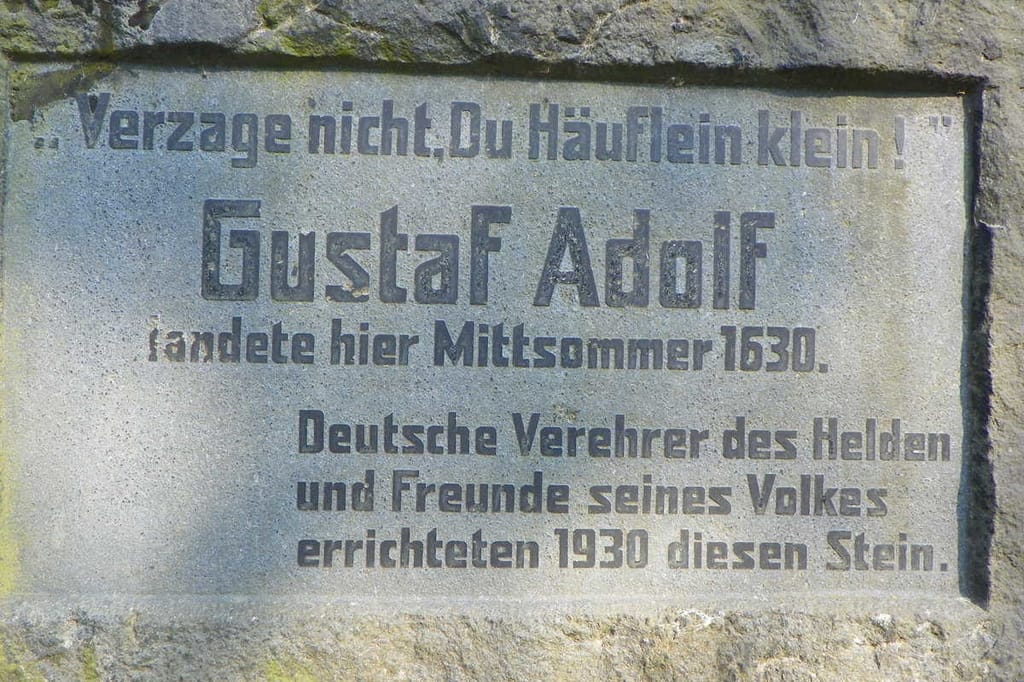 „Verzage nicht, Du Häuflein klein!”
Gustaf Adolf
landete hier Mittsommer 1630.
Deutsche Verehrer des Helden
und Freunde seines Volkes
errichteten 1930 diesen Stein.